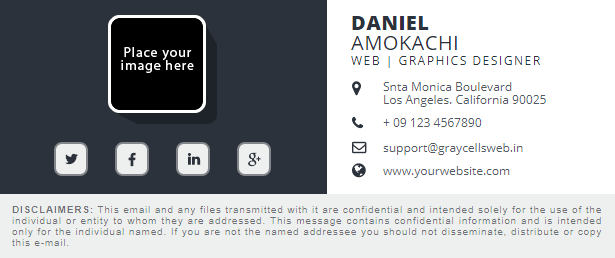 Place your
image here
DANIEL
AMOKACHI
WEB | GRAPHICS DESIGNER
Snta Monica Boulevard
Los Angeles. California 90025
+ 09 123 4567890
support@graycellsweb.in
www.yourwebsite.com
f
in
g+
DISCLAIMERS: This email and any files transmitted with it are confidential and intended solely for the use of the
individual or entity to whom they are addressed. This message contains confidential information and is intended
only for the individual named. If you are not the named addressee you should not disseminate, distribute or copy
this e-mail.